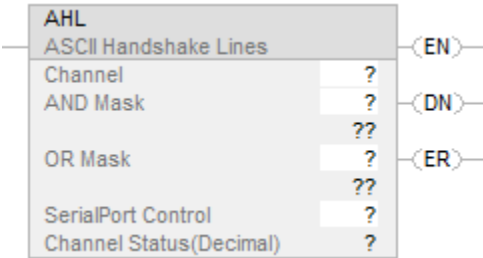 AHL
ASCII Handshake Lines
EN
Channel ?
AND Mask ?
DN
??
OR Mask ?
ER
??
SerialPort Control ?
Channel Status(Decimal) ?